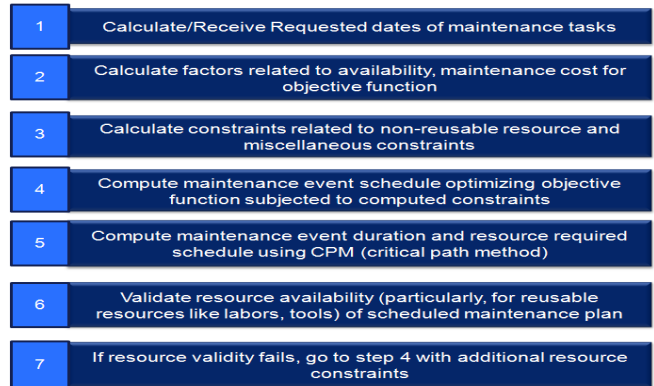 1
Calculate/Receive Requested dates of maintenance tasks
2
Calculate factors related to availability, maintenance cost for
objective function
3
Calculate constraints related to non-reusable resource and
miscellaneous constraints
4
Compute maintenance event schedule optimizing objective
function subjected to computed constraints
5
Compute maintenance event duration and resource required
schedule using CPM (critical path method)
6
Validate resource availability (particularly, for reusable
resources like labors, tools) of scheduled maintenance plan
7
If resource validity fails, go to step 4 with additional resource
constraints